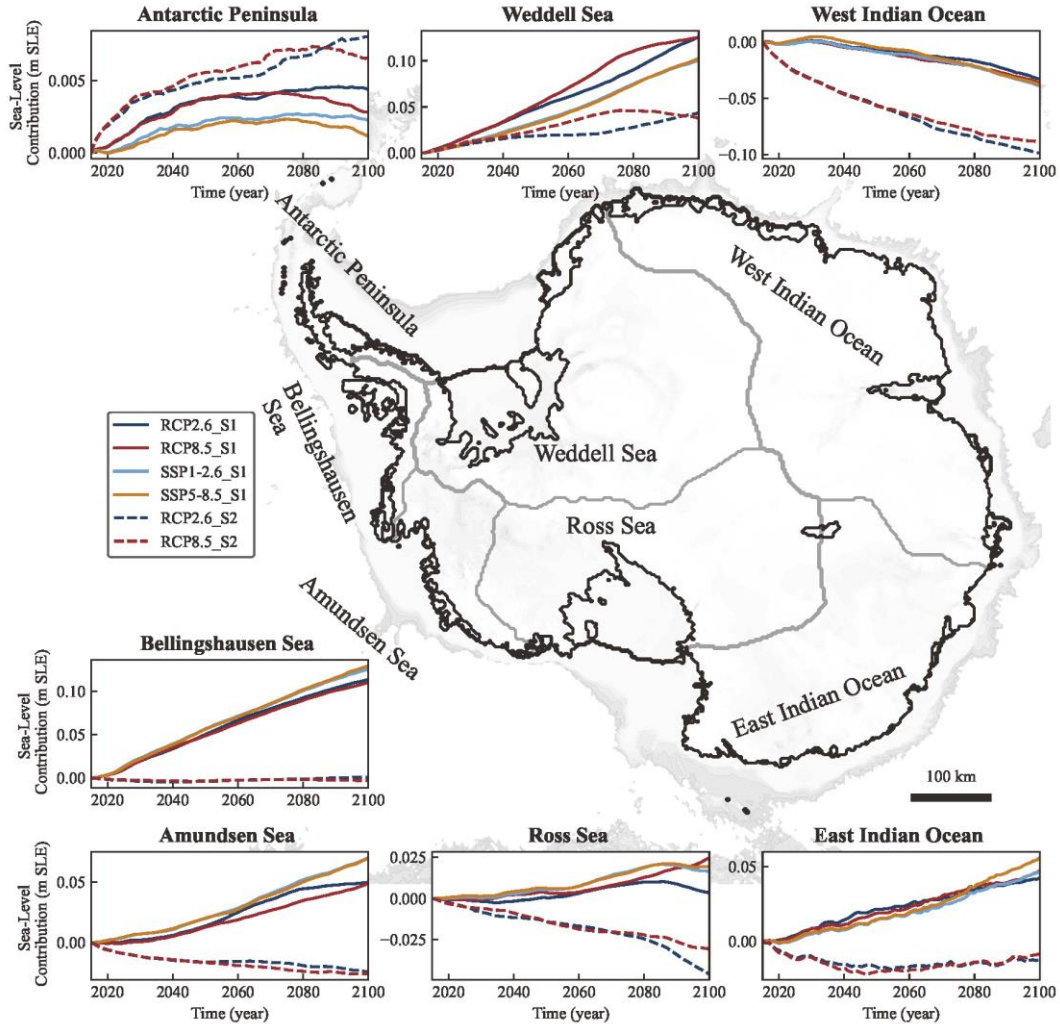 Antarctic Peninsula
Weddell Sea
West Indian Ocean
Sea-Level
Contribution (m SLE)
0.005
0.000
2020 2040 2060 2080 2100
Time (year)
0.10
0.05
0.00
2020 2040 2060 2080 2100
Time (year)
0.00
−0.05
−0.10
2020 2040 2060 2080 2100
Time (year)
Antarctic Peninsula
West Indian Ocean
Bellingshausen
Sea
Weddell Sea
Ross Sea
Amundsen Sea
East Indian Ocean
RCP2.6_S1
RCP8.5_S1
SSP1-2.6_S1
SSP5-8.5_S1
RCP2.6_S2
RCP8.5_S2
100 km
Bellingshausen Sea
Sea-Level
Contribution (m SLE)
0.10
0.05
0.00
2020 2040 2060 2080 2100
Time (year)
Amundsen Sea
Ross Sea
East Indian Ocean
Sea-Level
Contribution (m SLE)
0.05
0.00
2020 2040 2060 2080 2100
Time (year)
0.025
0.000
−0.025
2020 2040 2060 2080 2100
Time (year)
0.05
0.00
2020 2040 2060 2080 2100
Time (year)